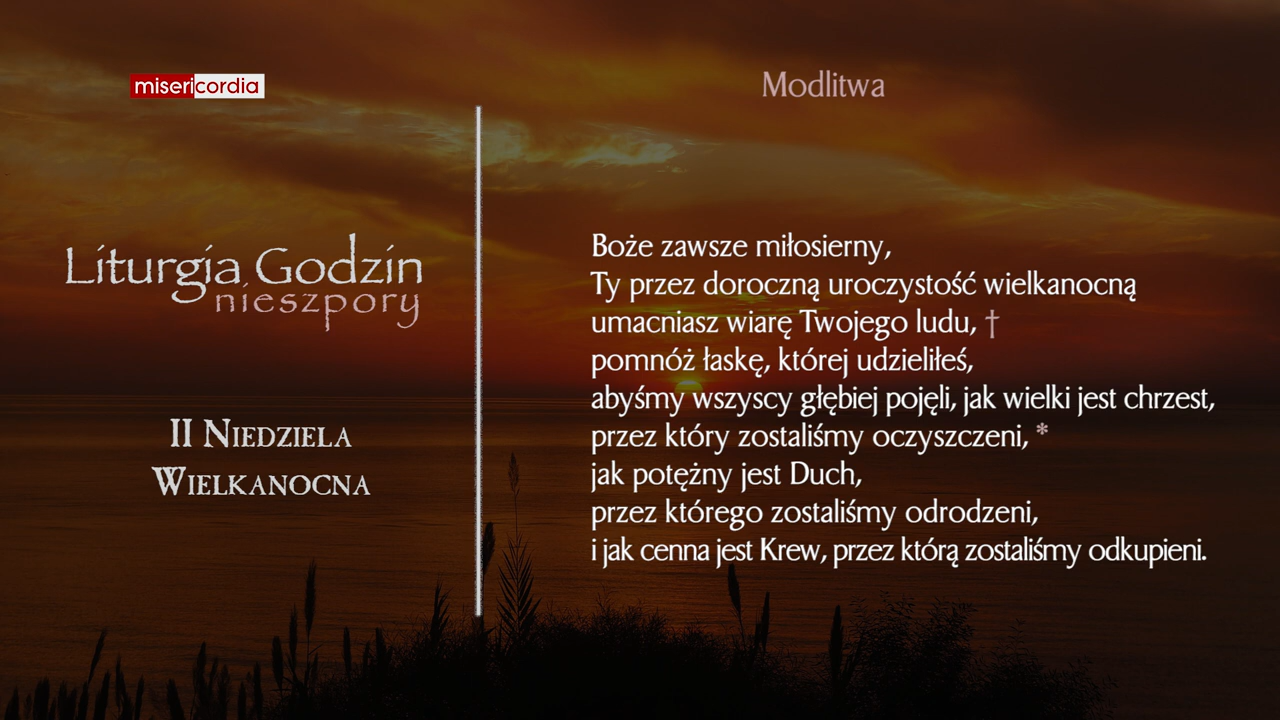 misericordia
Liturgia Godzin
nieszpory
II Niedziela
Wielkanocna
Modlitwa
Boże zawsze miłosierny,
Ty przez doroczną uroczystość wielkanocną
umacniasz wiarę Twojego ludu, †
pomnóż łaskę, której udzieliłeś,
abyśmy wszyscy głębiej pojęli, jak wielki jest chrzest,
przez który zostaliśmy oczyszczeni, *
jak potężny jest Duch,
przez którego zostaliśmy odrodzeni,
i jak cenna jest Krew, przez którą zostaliśmy odkupieni.